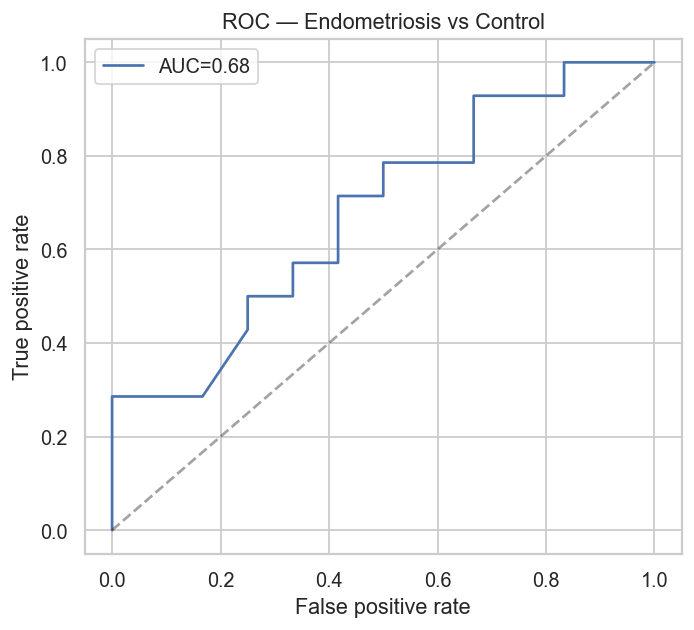 ROC — Endometriosis vs Control
AUC=0.68
1.0
0.8
0.6
0.4
0.2
0.0
True positive rate
0.0 0.2 0.4 0.6 0.8 1.0
False positive rate